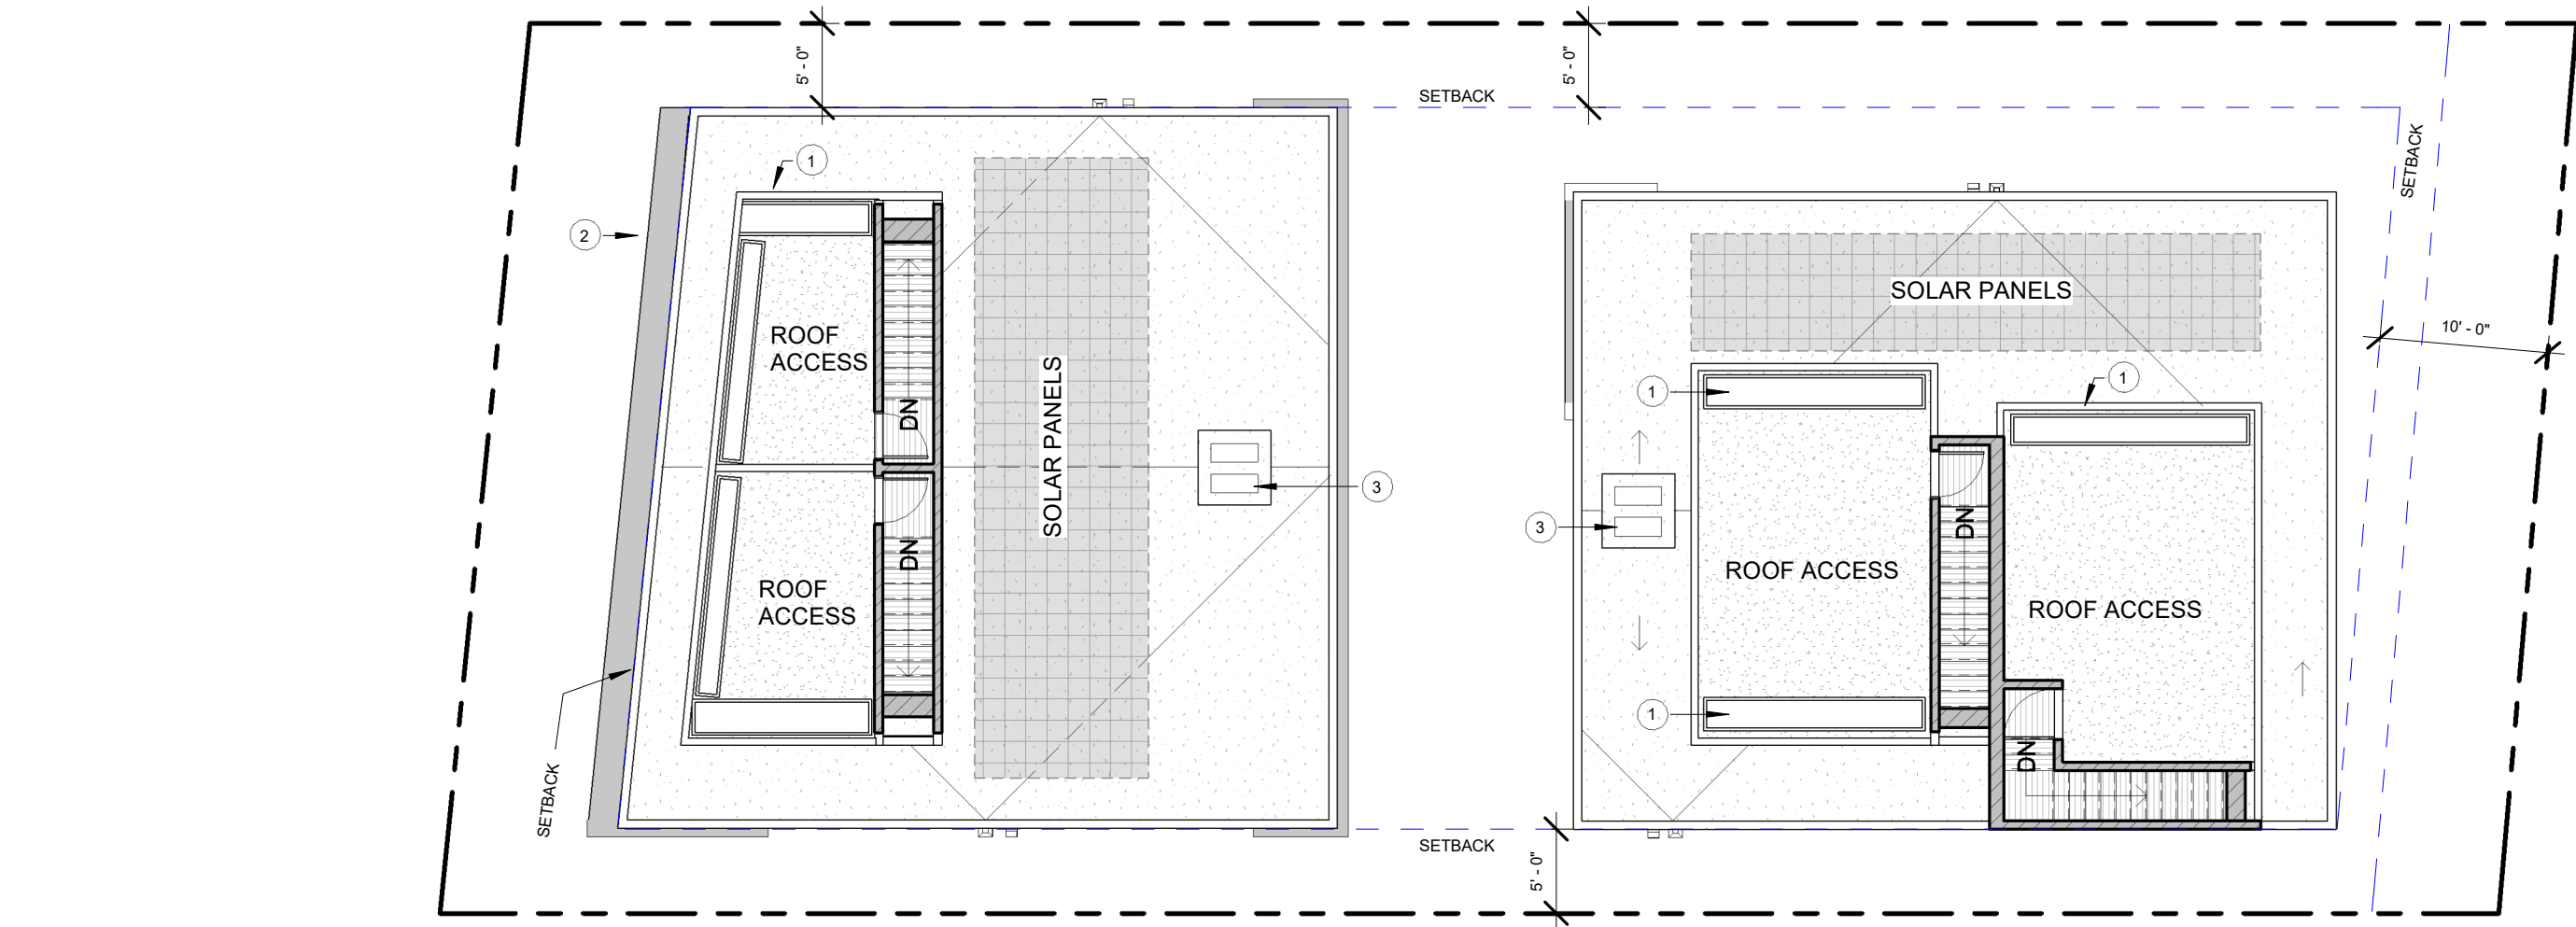 5' - 0"
5' - 0"
SETBACK
SETBACK
1
2
SOLAR PANELS
ROOF
ACCESS
10' - 0"
1
1
DN
SOLAR PANELS
3
3
DN
DN
ROOF ACCESS
ROOF
ACCESS
ROOF ACCESS
1
DN
SETBACK
SETBACK
5' - 0"